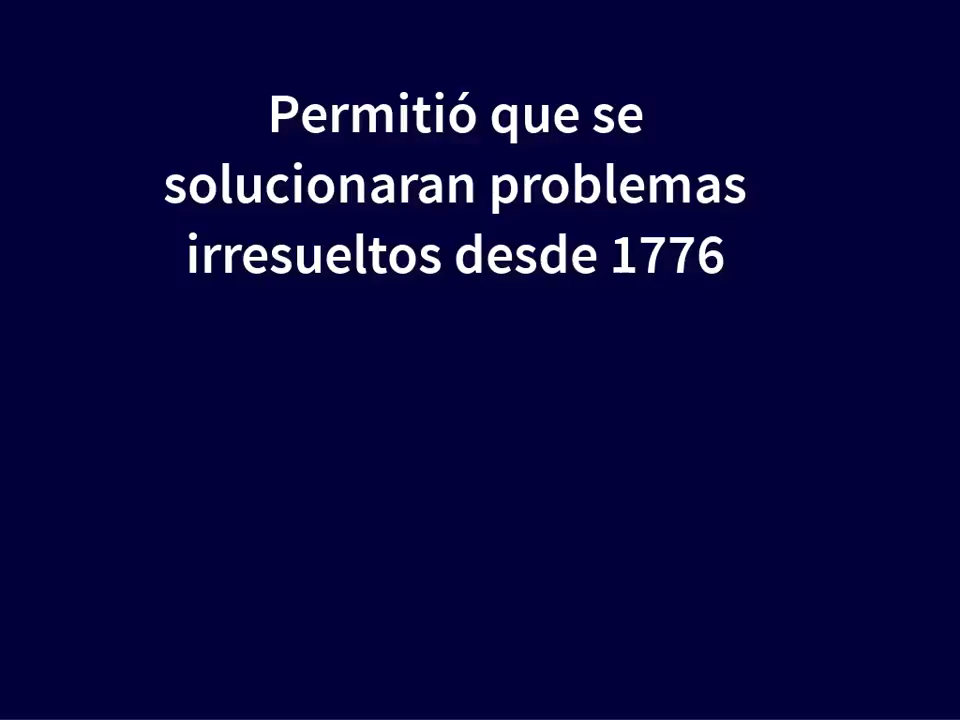 Permitió que se
solucionaran problemas
irresueltos desde 1776